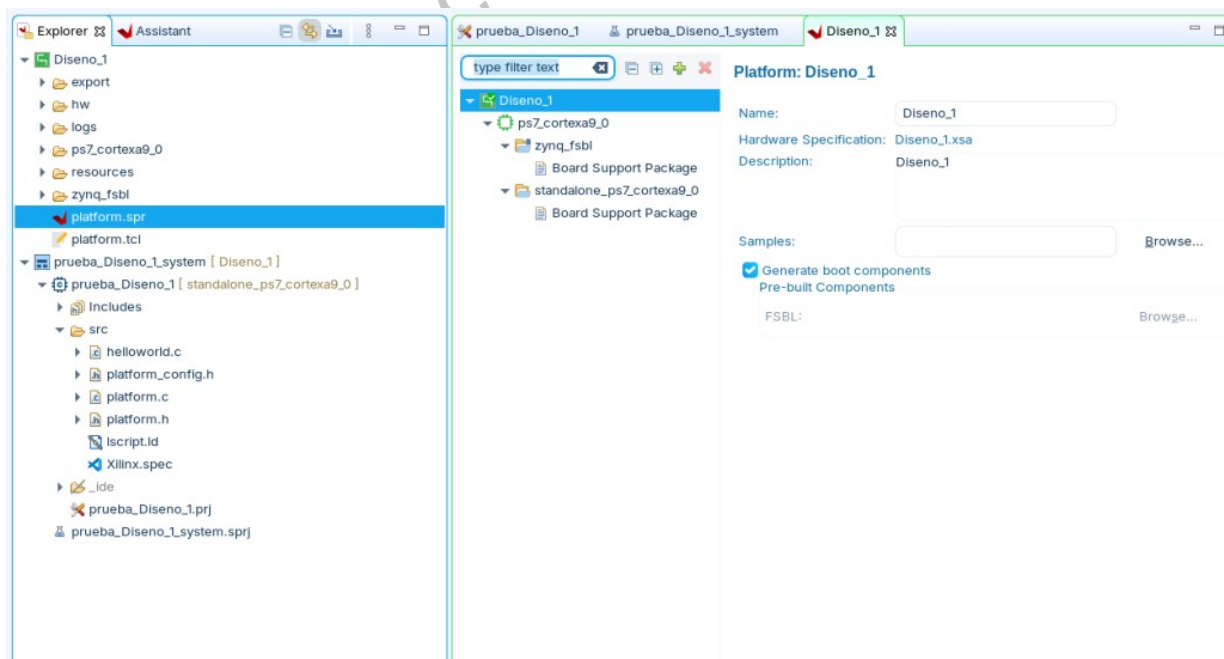 Explorer
Assistant
Diseno_1
export
hw
logs
ps7_cortexa9_0
resources
zynq_fsbl
platform.spr
platform.tcl
prueba_Diseno_1_system [ Diseno_1 ]
prueba_Diseno_1 [ standalone_ps7_cortexa9_0 ]
Includes
src
helloworld.c
platform_config.h
platform.c
platform.h
lscript.ld
Xilinx.spec
_ide
prueba_Diseno_1.prj
prueba_Diseno_1_system.sprj
prueba_Diseno_1
prueba_Diseno_1_system
Diseno_1
type filter text
Diseno_1
ps7_cortexa9_0
zynq_fsbl
Board Support Package
standalone_ps7_cortexa9_0
Board Support Package
Platform: Diseno_1
Name: Diseno_1
Hardware Specification: Diseno_1.xsa
Description: Diseno_1
Samples: Browse...
Generate boot components
Pre-built Components
FSBL: Browse...